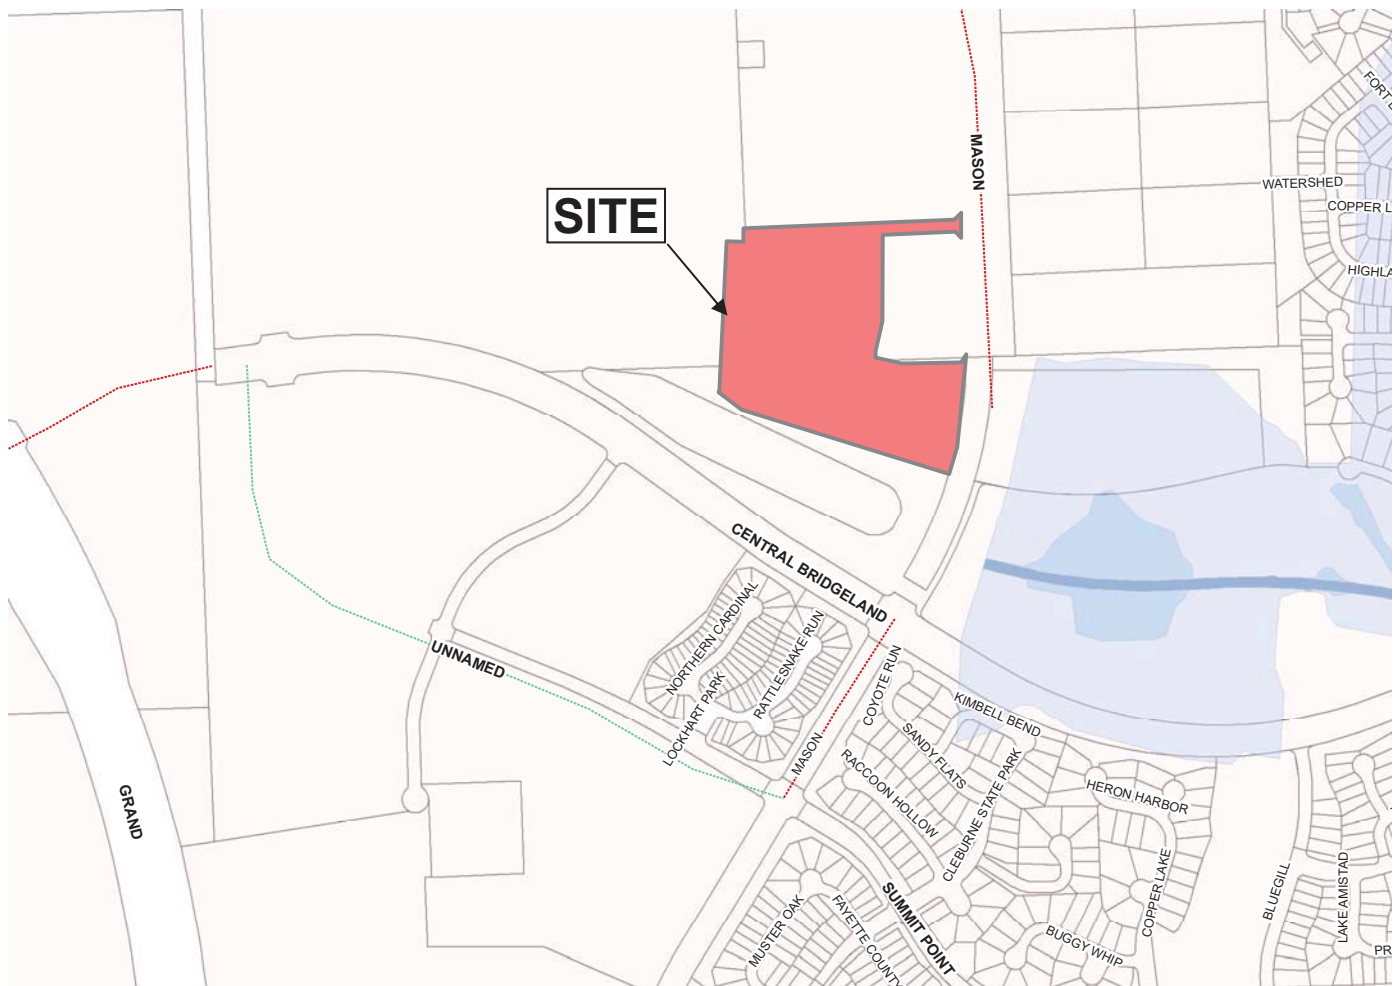 FORT
MASON
WATERSHED
COPPER L
SITE
HIGHLA
CENTRAL BRIDGELAND
NORTHERN CARDINAL
RATTLESNAKE RUN
UNNAMED
LOCKHART PARK
COYOTE RUN
KIMBELL BEND
SANDY FLATS
MASON
RACCOON HOLLOW
CLEBURNE STATE PARK
HERON HARBOR
GRAND
COPPER LAKE
BLUEGILL
LAKE AMISTAD
SUMMIT POINT
MUSTER OAK
FAYETTE COUNTY
BUGGY WHIP
PR